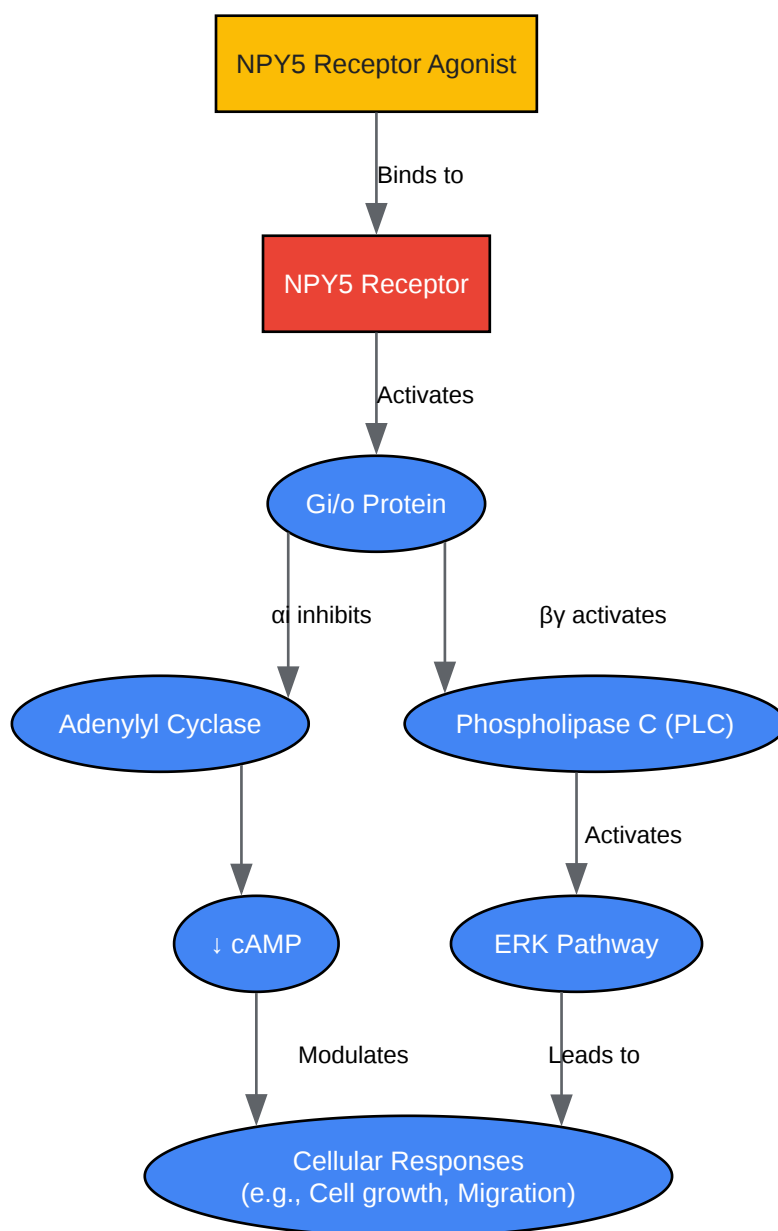 NPY5 Receptor Agonist
Binds to
NPY5 Receptor
Activates
Gi/o Protein
αi inhibits
βγ activates
Adenylyl Cyclase
Phospholipase C (PLC)
Activates
↓ cAMP
ERK Pathway
Modulates
Leads to
Cellular Responses
(e.g., Cell growth, Migration)